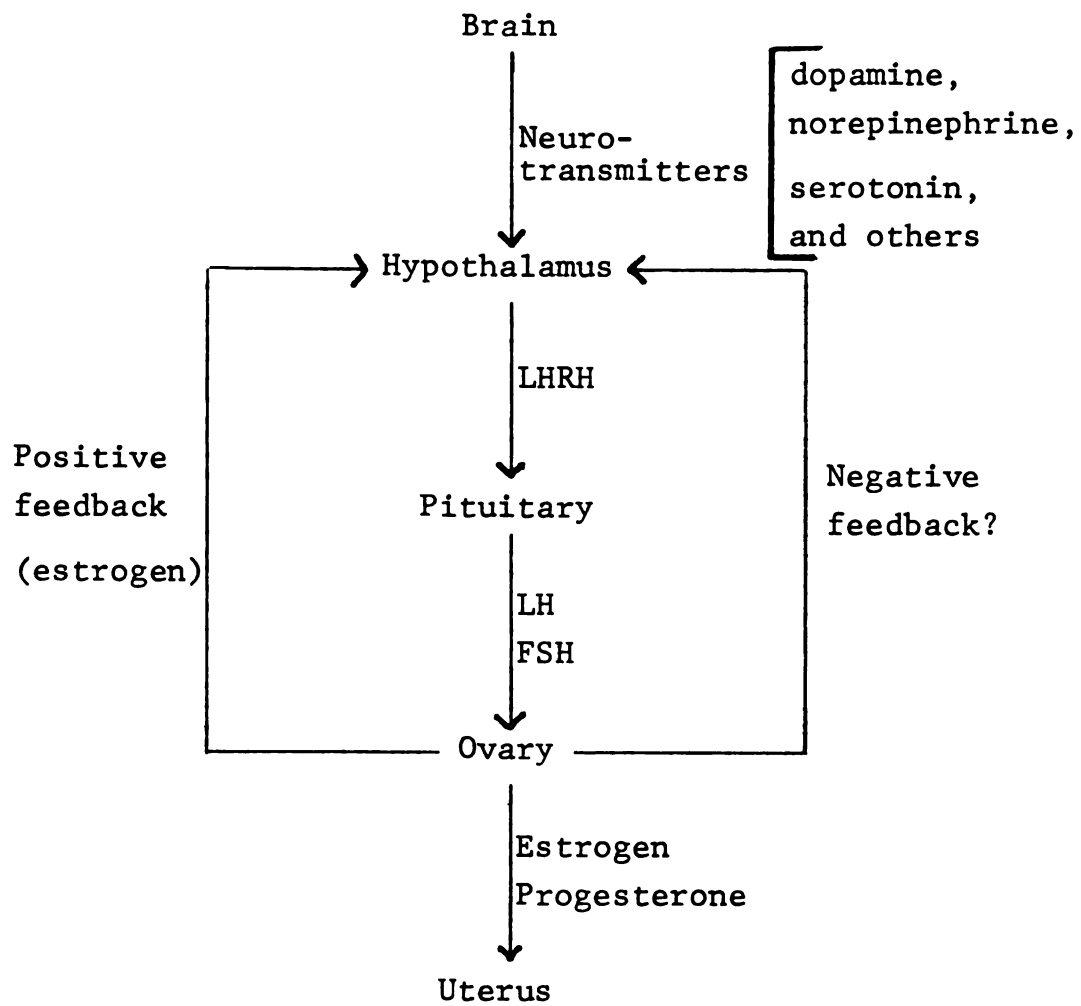 Brain
Neuro-
transmitters
dopamine,
norepinephrine,
serotonin,
and others
Hypothalamus
LHRH
Positive
feedback
(estrogen)
Pituitary
Negative
feedback?
LH
FSH
Ovary
Estrogen
Progesterone
Uterus